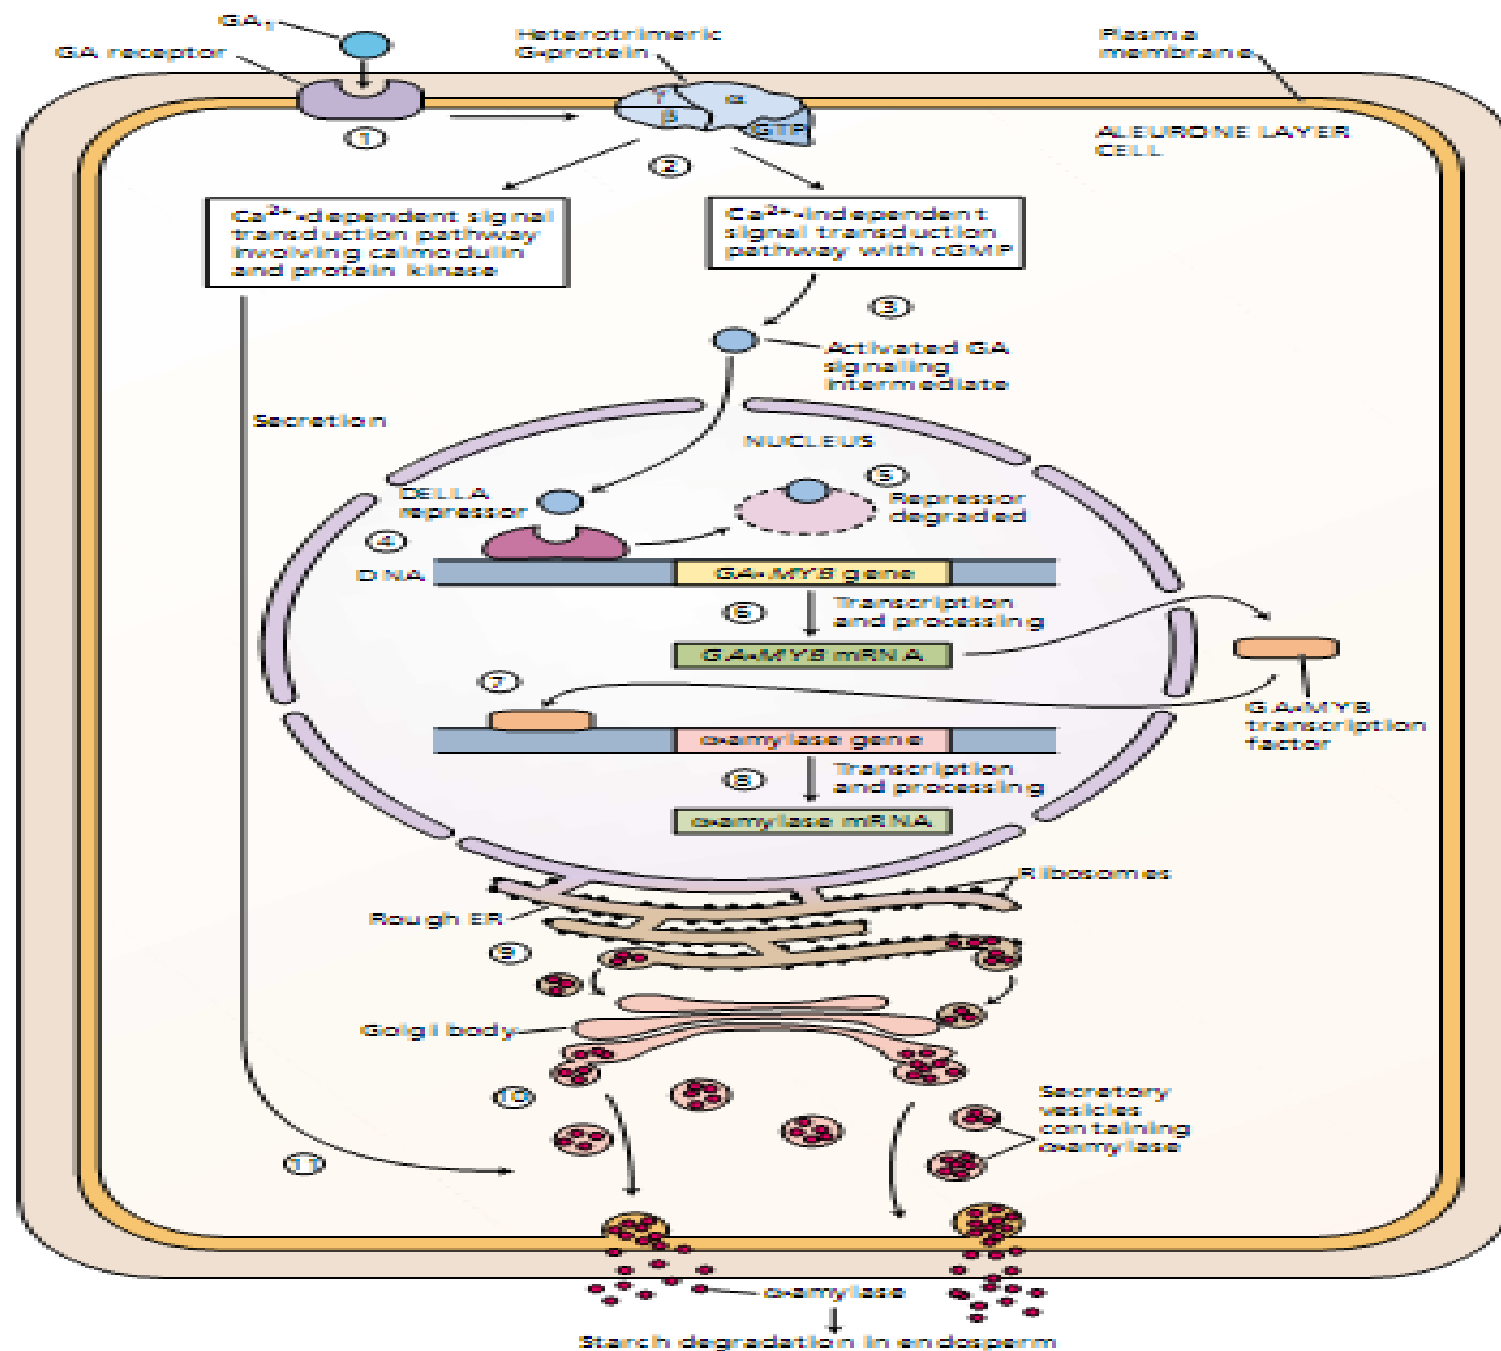 GA₁
GA receptor
Heterotrimeric
G-protein
Plasma
membrane
γ
α
β
GTP
1
2
ALEURONE LAYER
CELL
Ca²⁺-dependent signal
transduction pathway
involving calmodulin
and protein kinase
Ca²⁺-independent
signal transduction
pathway with cGMP
3
Activated GA
signalling
intermediate
Secretion
NUCLEUS
DELLA
repressor
5
Repressor
degraded
4
DNA
GA-MYB gene
6
Transcription
and processing
GA-MYB mRNA
7
GA-MYB
transcription
factor
α-amylase gene
8
Transcription
and processing
α-amylase mRNA
Ribosomes
Rough ER
9
Golgi body
10
Secretory
vesicles
containing
α-amylase
11
α-amylase
Starch degradation in endosperm